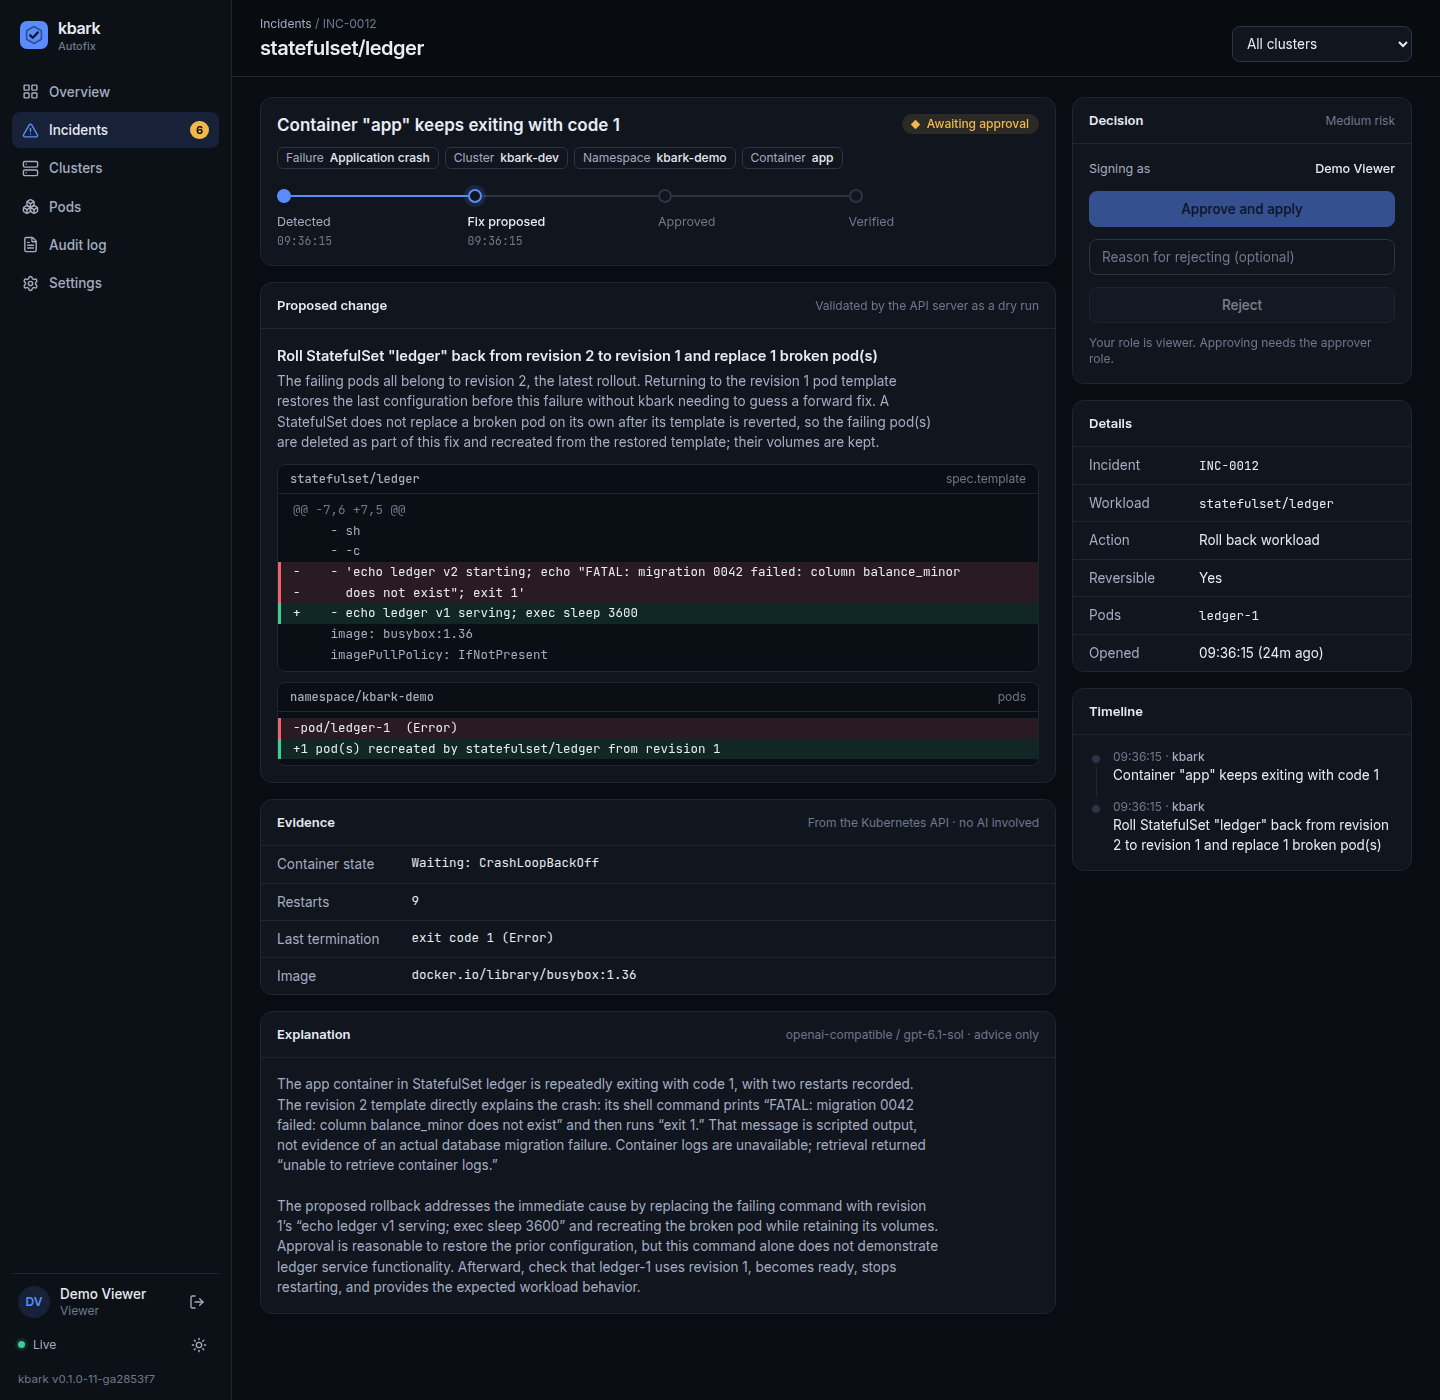 kbark
Autofix
Overview
Incidents 6
Clusters
Pods
Audit log
Settings
Demo Viewer
DV
Viewer
Live
kbark v0.1.0-11-ga2853f7
Incidents / INC-0012
statefulset/ledger
All clusters
Container "app" keeps exiting with code 1
Awaiting approval
Failure Application crash
Cluster kbark-dev
Namespace kbark-demo
Container app
Detected
Fix proposed
Approved
Verified
09:36:15
09:36:15
Proposed change
Validated by the API server as a dry run
Roll StatefulSet "ledger" back from revision 2 to revision 1 and replace 1 broken pod(s)
The failing pods all belong to revision 2, the latest rollout. Returning to the revision 1 pod template
restores the last configuration before this failure without kbark needing to guess a forward fix. A
StatefulSet does not replace a broken pod on its own after its template is reverted, so the failing pod(s)
are deleted as part of this fix and recreated from the restored template; their volumes are kept.
statefulset/ledger
spec.template
@@ -7,6 +7,5 @@
- sh
- -c
-    - 'echo ledger v2 starting; echo "FATAL: migration 0042 failed: column balance_minor
-      does not exist"; exit 1'
+    - echo ledger v1 serving; exec sleep 3600
image: busybox:1.36
imagePullPolicy: IfNotPresent
namespace/kbark-demo
pods
-pod/ledger-1  (Error)
+1 pod(s) recreated by statefulset/ledger from revision 1
Evidence
From the Kubernetes API · no AI involved
Container state Waiting: CrashLoopBackOff
Restarts 9
Last termination exit code 1 (Error)
Image docker.io/library/busybox:1.36
Explanation
openai-compatible / gpt-6.1-sol · advice only
The app container in StatefulSet ledger is repeatedly exiting with code 1, with two restarts recorded.
The revision 2 template directly explains the crash: its shell command prints “FATAL: migration 0042
failed: column balance_minor does not exist” and then runs “exit 1.” That message is scripted output,
not evidence of an actual database migration failure. Container logs are unavailable; retrieval returned
“unable to retrieve container logs.”
The proposed rollback addresses the immediate cause by replacing the failing command with revision
1’s “echo ledger v1 serving; exec sleep 3600” and recreating the broken pod while retaining its volumes.
Approval is reasonable to restore the prior configuration, but this command alone does not demonstrate
ledger service functionality. Afterward, check that ledger-1 uses revision 1, becomes ready, stops
restarting, and provides the expected workload behavior.
Decision
Medium risk
Signing as Demo Viewer
Approve and apply
Reason for rejecting (optional)
Reject
Your role is viewer. Approving needs the approver
role.
Details
Incident INC-0012
Workload statefulset/ledger
Action Roll back workload
Reversible Yes
Pods ledger-1
Opened 09:36:15 (24m ago)
Timeline
09:36:15 · kbark
Container "app" keeps exiting with code 1
09:36:15 · kbark
Roll StatefulSet "ledger" back from revision
2 to revision 1 and replace 1 broken pod(s)